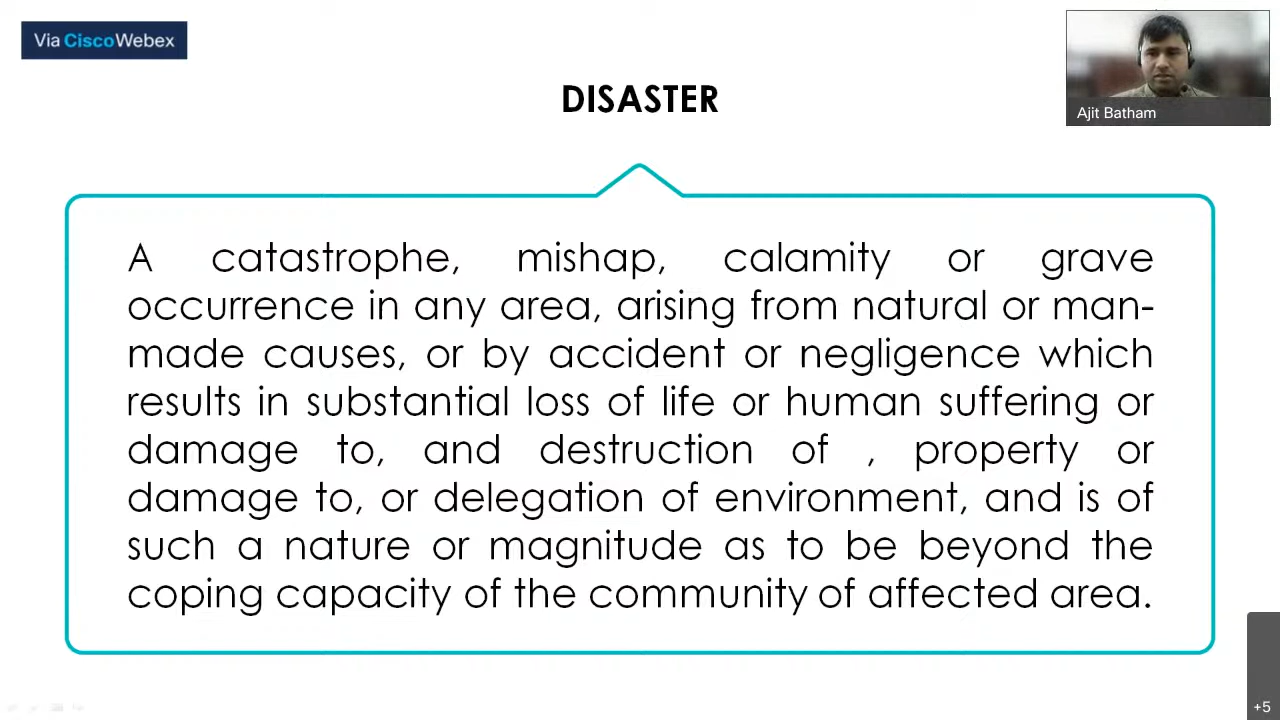 Via CiscoWebex
Ajit Batham
DISASTER
A catastrophe, mishap, calamity or grave
occurrence in any area, arising from natural or man-
made causes, or by accident or negligence which
results in substantial loss of life or human suffering or
damage to, and destruction of , property or
damage to, or delegation of environment, and is of
such a nature or magnitude as to be beyond the
coping capacity of the community of affected area.
+5